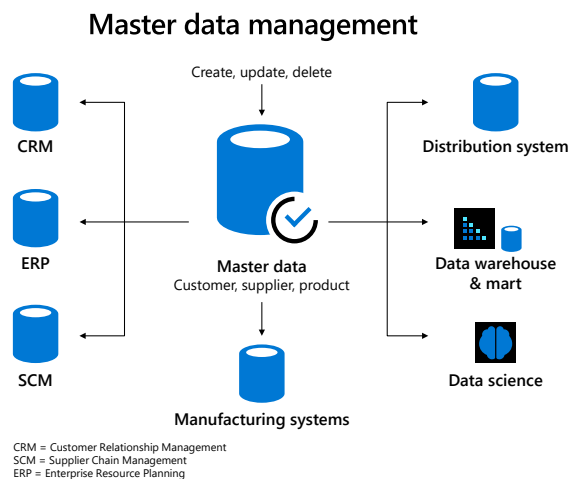 Master data management
Create, update, delete
CRM
Distribution system
ERP
Master data
Customer, supplier, product
Data warehouse
& mart
SCM
Data science
Manufacturing systems
CRM = Customer Relationship Management
SCM = Supplier Chain Management
ERP = Enterprise Resource Planning